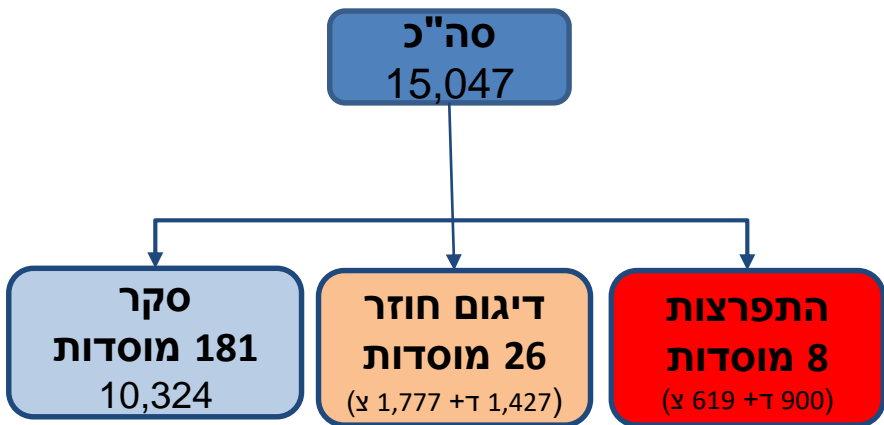 סה"כ
15,047
סקר
181 מוסדות
10,324
דיגום חוזר
26 מוסדות
(1,427 ד+ 1,777 צ)
התפרצות
8 מוסדות
(900 ד+ 619 צ)